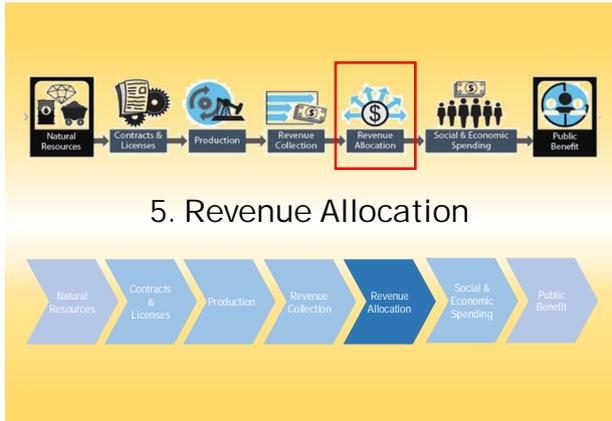 Natural
Resources
Contracts &
Licenses
Production
Revenue
Collection
$
Revenue
Allocation
$
Social & Economic
Spending
Public
Benefit
5. Revenue Allocation
Natural
Resources
Contracts
&
Licenses
Production
Revenue
Collection
Revenue
Allocation
Social &
Economic
Spending
Public
Benefit